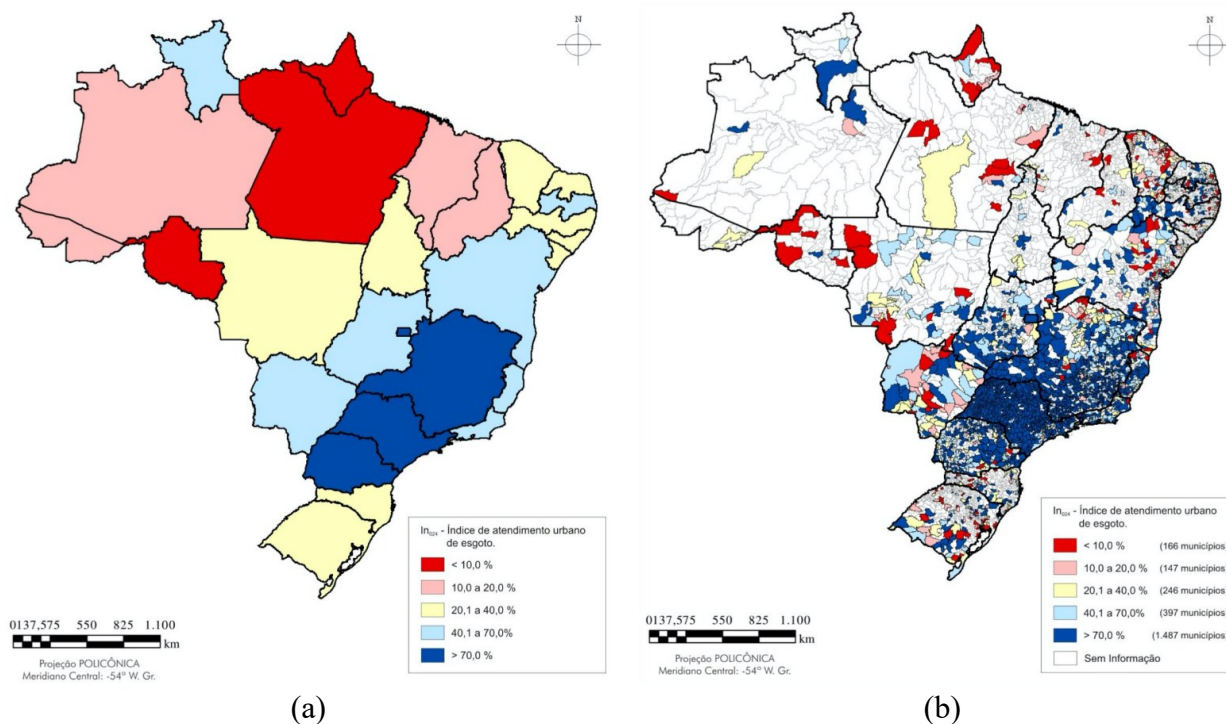 N
In₀₂₄ - Índice de atendimento urbano
de esgoto.
< 10,0 %
10,0 a 20,0 %
20,1 a 40,0 %
40,1 a 70,0%
> 70,0 %
0137,575 550 825 1.100
km
Projeção POLICÔNICA
Meridiano Central: -54º W. Gr.
(a)
N
In₀₂₄ - Índice de atendimento urbano
de esgoto.
< 10,0 % (166 municípios)
10,0 a 20,0 % (147 municípios)
20,1 a 40,0 % (246 municípios)
40,1 a 70,0 % (397 municípios)
> 70,0 % (1.487 municípios)
Sem Informação
0137,575 550 825 1.100
km
Projeção POLICÔNICA
Meridiano Central: -54º W. Gr.
(b)